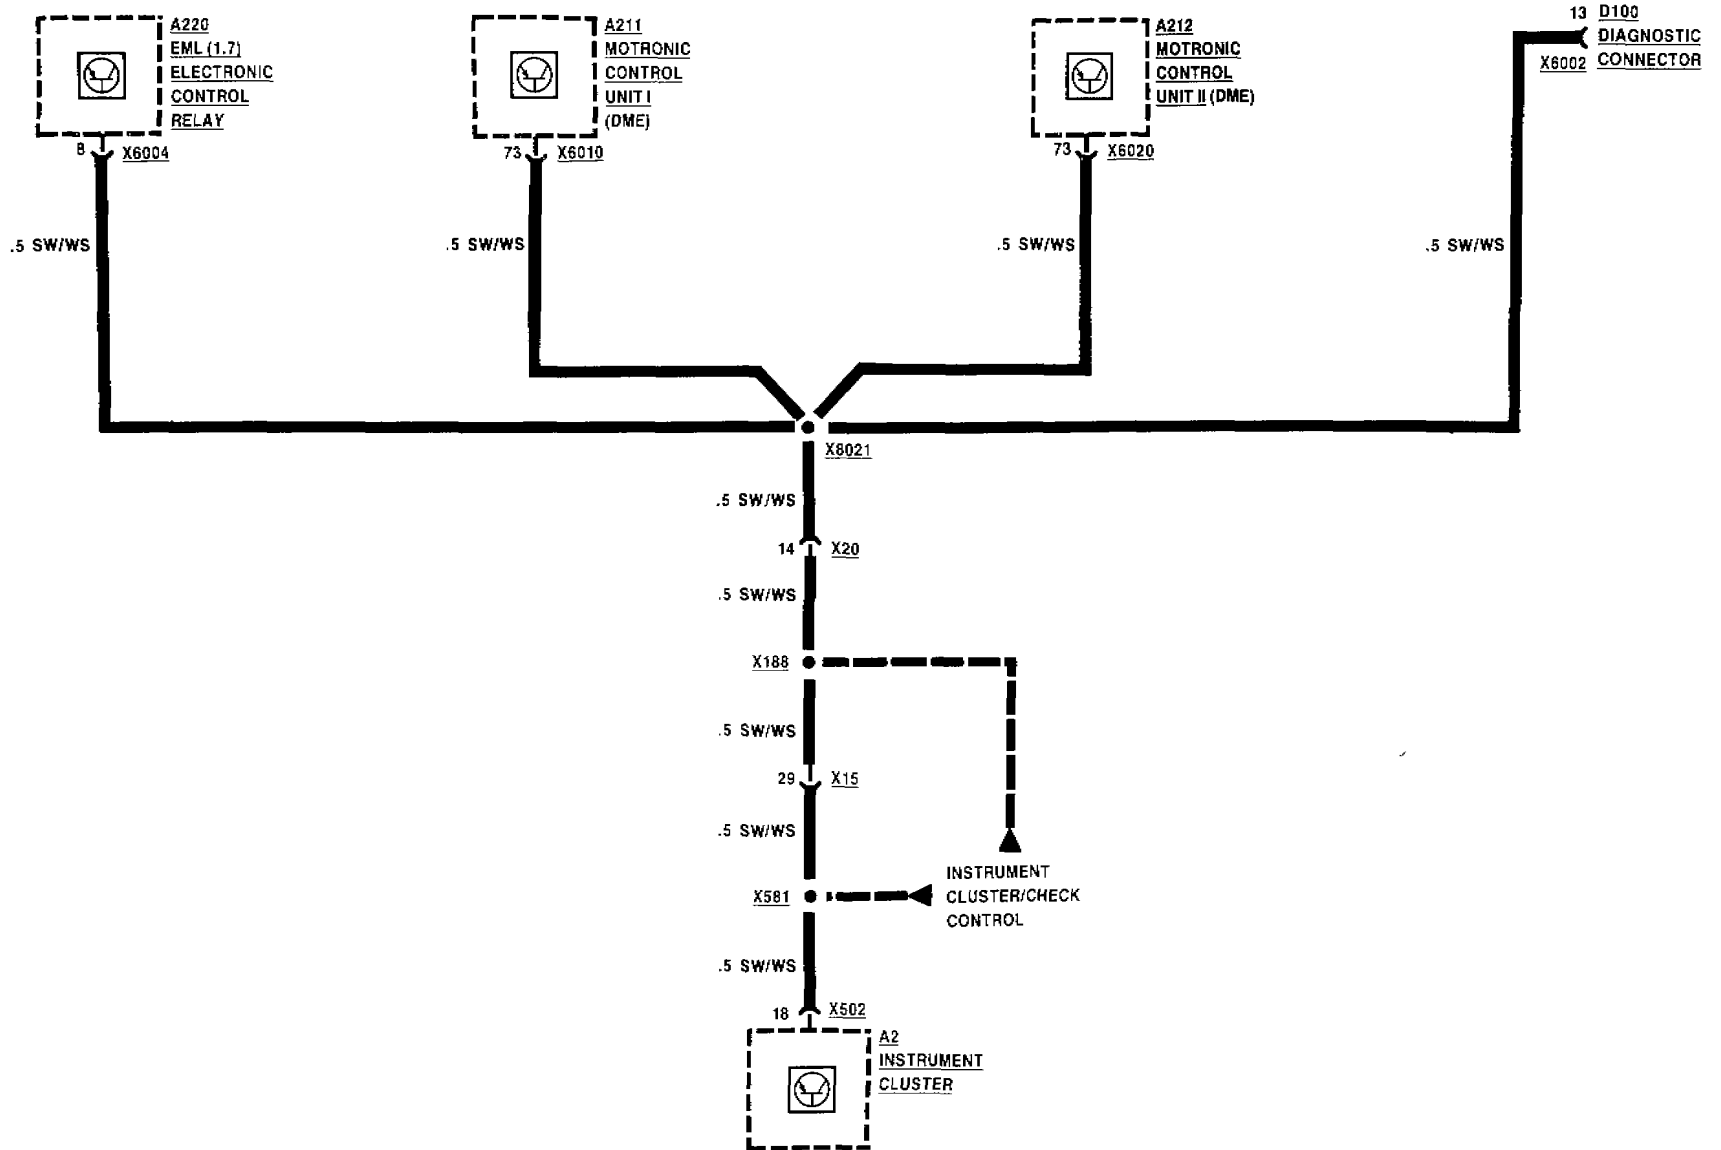 A220
EML (1.7)
ELECTRONIC
CONTROL
RELAY
8 X6004
A211
MOTRONIC
CONTROL
UNIT I
(DME)
73 X6010
A212
MOTRONIC
CONTROL
UNIT II (DME)
73 X6020
13 D100
DIAGNOSTIC
X6002 CONNECTOR
.5 SW/WS
.5 SW/WS
.5 SW/WS
.5 SW/WS
X8021
.5 SW/WS
14 X20
.5 SW/WS
X188
.5 SW/WS
29 X15
.5 SW/WS
INSTRUMENT
CLUSTER/CHECK
CONTROL
X581
.5 SW/WS
18 X502
A2
INSTRUMENT
CLUSTER